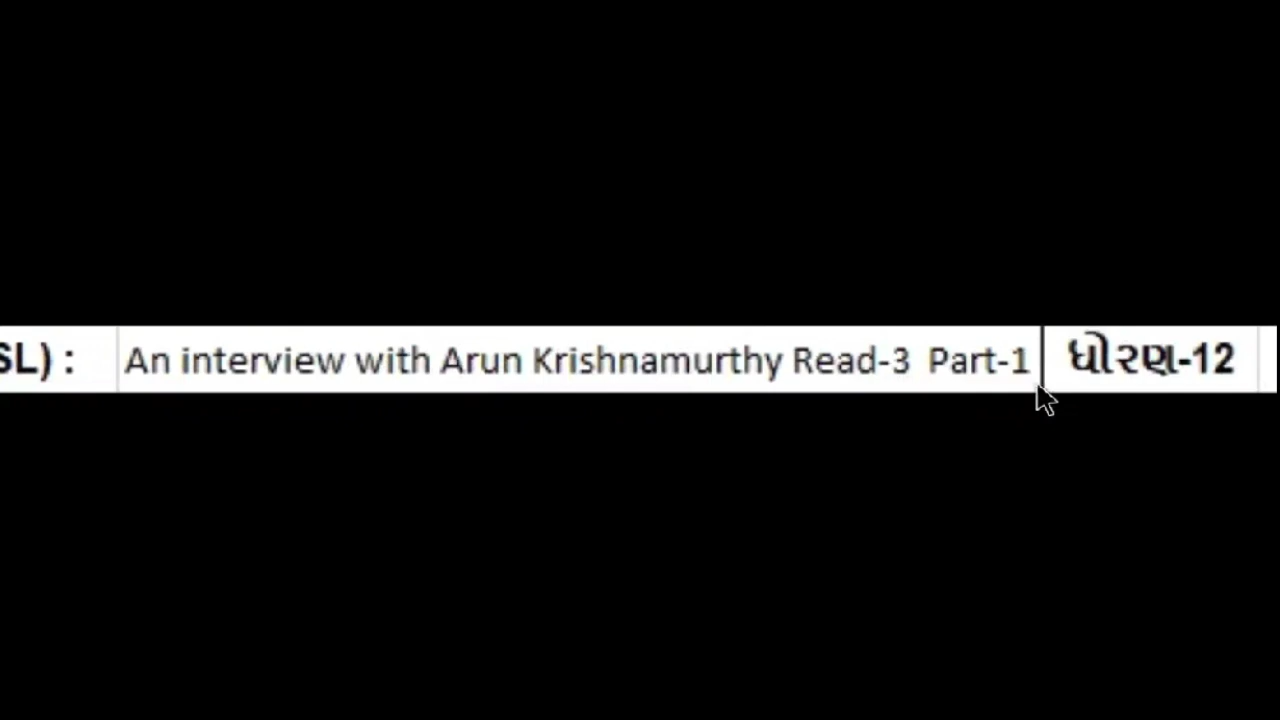 SL) : An interview with Arun Krishnamurthy Read-3 Part-1 ધોરણ-12